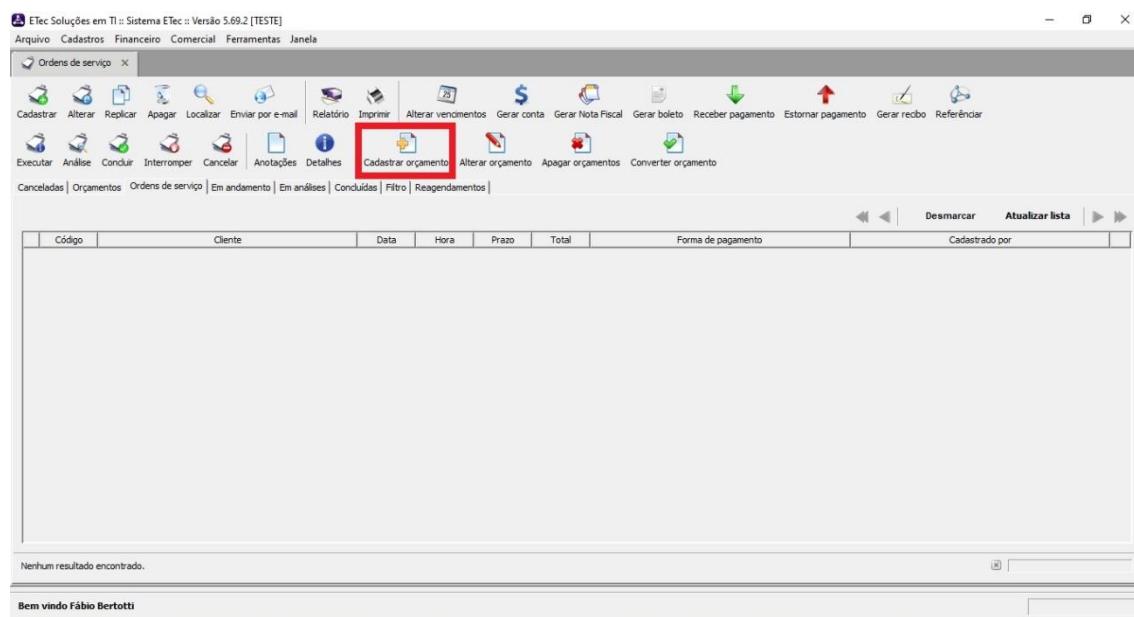 ETec Soluções em TI :: Sistema ETec :: Versão 5.69.2 [TESTE]
Arquivo Cadastros Financeiro Comercial Ferramentas Janela
Ordens de serviço
Cadastrar Alterar Replicar Apagar Localizar Enviar por e-mail Relatório Imprimir Alterar vencimentos Gerar conta Gerar Nota Fiscal Gerar boleto Receber pagamento Estornar pagamento Gerar recibo Referênciar
Executar Análise Concluir Interromper Cancelar Anotações Detalhes Cadastrar orçamento Alterar orçamento Apagar orçamentos Converter orçamento
Canceladas Orçamentos Ordens de serviço Em andamento Em análises Concluídas Filtro Reagendamentos
Desmarcar Atualizar lista
Código Cliente Data Hora Prazo Total Forma de pagamento Cadastrado por
Nenhum resultado encontrado.
Bem vindo Fábio Bertotti